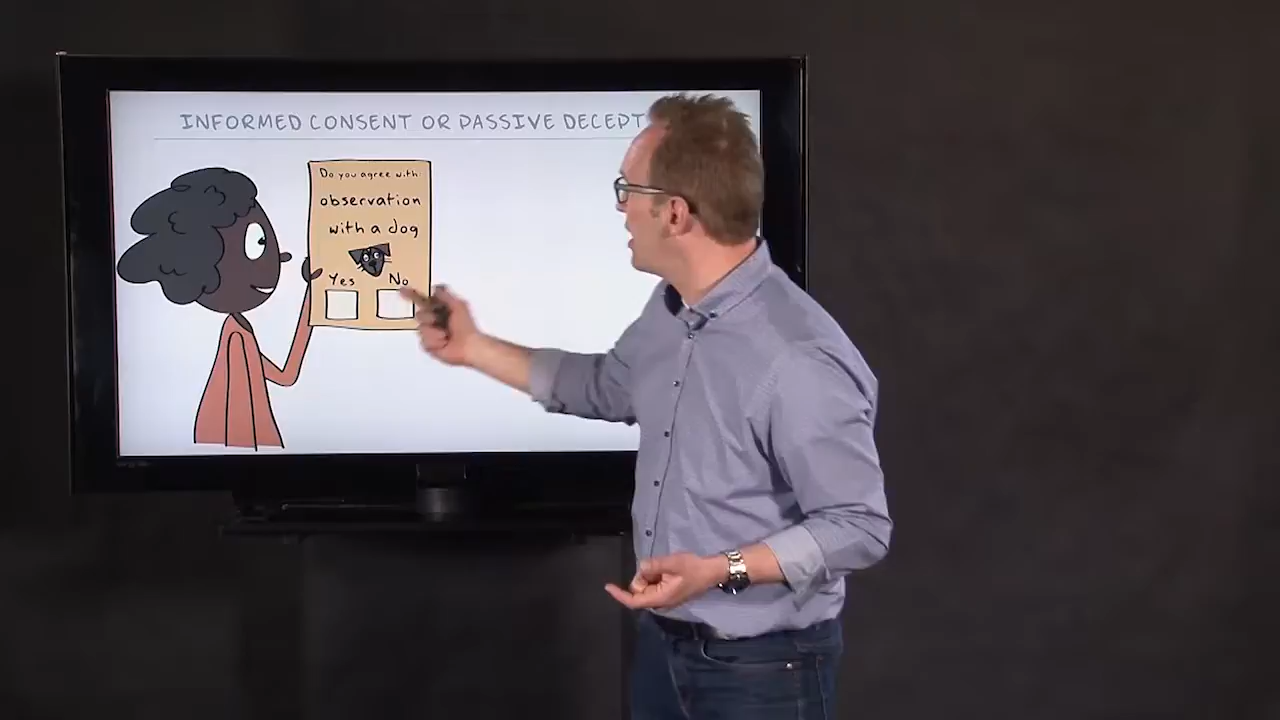 INFORMED CONSENT OR PASSIVE DECEPT
Do you agree with
observation
with a dog
Yes No